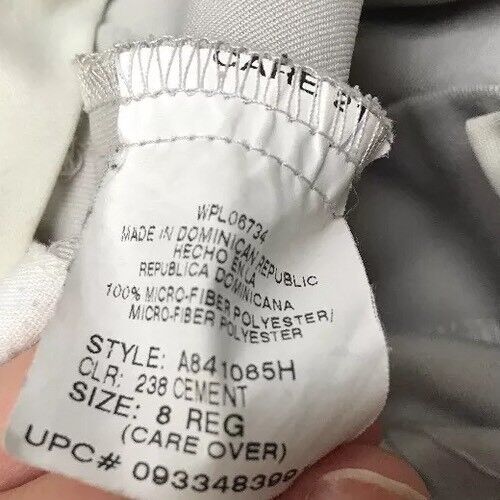 CARE
WPL06734
MADE IN DOMINICAN REPUBLIC
HECHO EN LA
REPUBLICA DOMINICANA
100% MICRO-FIBER POLYESTER/
MICRO-FIBER POLYESTER
STYLE: A841085H
CLR: 238 CEMENT
SIZE: 8 REG
(CARE OVER)
UPC# 093348399